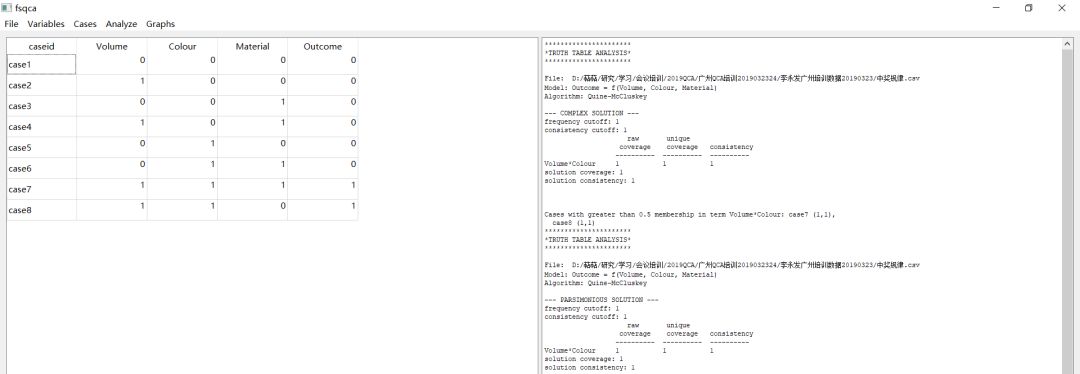 fsqca
File Variables Cases Analyze Graphs
caseid Volume Colour Material Outcome
case1 0 0 0 0
case2 1 0 0 0
case3 0 0 1 0
case4 1 0 1 0
case5 0 1 0 0
case6 0 1 1 0
case7 1 1 1 1
case8 1 1 0 1
**********************
*TRUTH TABLE ANALYSIS*
**********************
File: D:/菇菇/研究/学习/会议培训/2019QCA/广州QCA培训2019032324/李永发广州培训数据20190323/中奖规律.csv
Model: Outcome = f(Volume, Colour, Material)
Algorithm: Quine-McCluskey
--- COMPLEX SOLUTION ---
frequency cutoff: 1
consistency cutoff: 1
raw unique
coverage coverage consistency
---------- ---------- ----------
Volume*Colour 1 1 1
solution coverage: 1
solution consistency: 1
Cases with greater than 0.5 membership in term Volume*Colour: case7 (1,1),
case8 (1,1)
**********************
*TRUTH TABLE ANALYSIS*
**********************
File: D:/菇菇/研究/学习/会议培训/2019QCA/广州QCA培训2019032324/李永发广州培训数据20190323/中奖规律.csv
Model: Outcome = f(Volume, Colour, Material)
Algorithm: Quine-McCluskey
--- PARSIMONIOUS SOLUTION ---
frequency cutoff: 1
consistency cutoff: 1
raw unique
coverage coverage consistency
---------- ---------- ----------
Volume*Colour 1 1 1
solution coverage: 1
solution consistency: 1